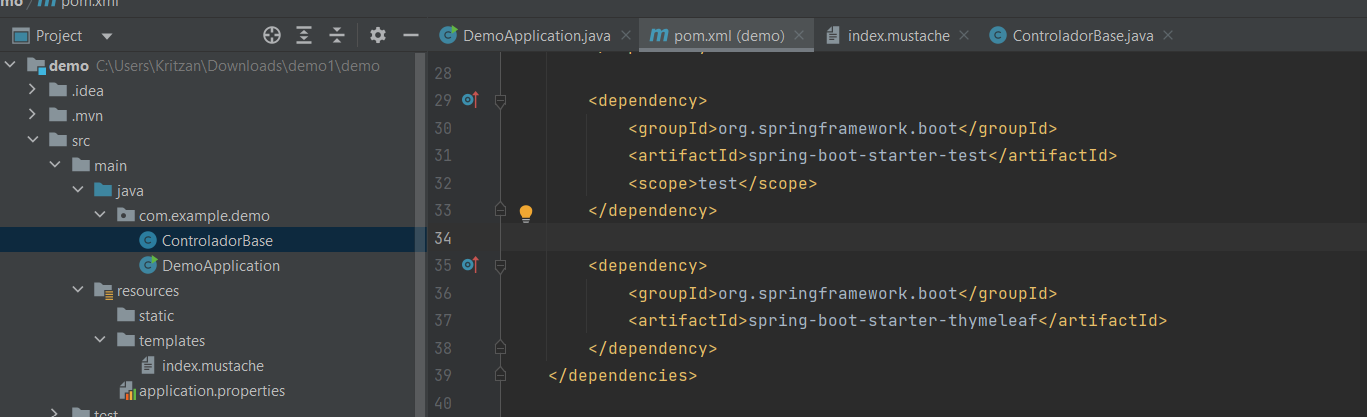 mo / m pom.xml
Project
DemoApplication.java
pom.xml (demo)
index.mustache
ControladorBase.java
demo C:\Users\Kritzan\Downloads\demo1\demo
.idea
.mvn
src
main
java
com.example.demo
ControladorBase
DemoApplication
resources
static
templates
index.mustache
application.properties
test
28
29 <dependency>
30 <groupId>org.springframework.boot</groupId>
31 <artifactId>spring-boot-starter-test</artifactId>
32 <scope>test</scope>
33 </dependency>
34
35 <dependency>
36 <groupId>org.springframework.boot</groupId>
37 <artifactId>spring-boot-starter-thymeleaf</artifactId>
38 </dependency>
39 </dependencies>
40